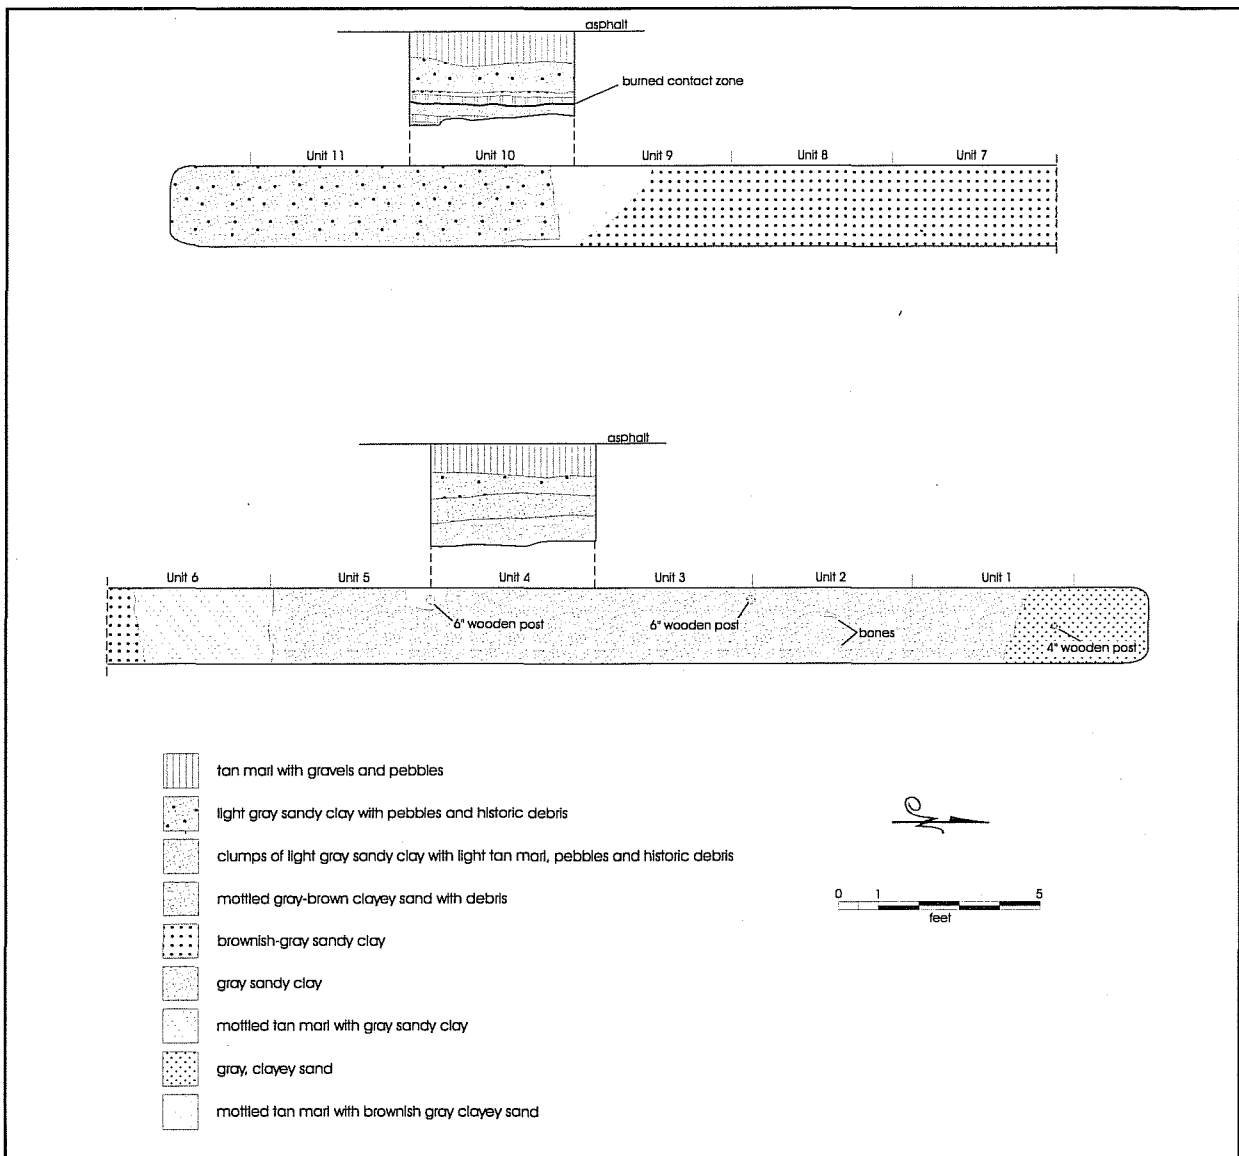 asphalt
burned contact zone
Unit 11 Unit 10 Unit 9 Unit 8 Unit 7
asphalt
Unit 6 Unit 5 Unit 4 Unit 3 Unit 2 Unit 1
6" wooden post 6" wooden post bones
4" wooden post
tan marl with gravels and pebbles
light gray sandy clay with pebbles and historic debris
clumps of light gray sandy clay with light tan marl, pebbles and historic debris
mottled gray-brown clayey sand with debris
brownish-gray sandy clay
gray sandy clay
mottled tan marl with gray sandy clay
gray, clayey sand
mottled tan marl with brownish gray clayey sand
0 1 5
feet